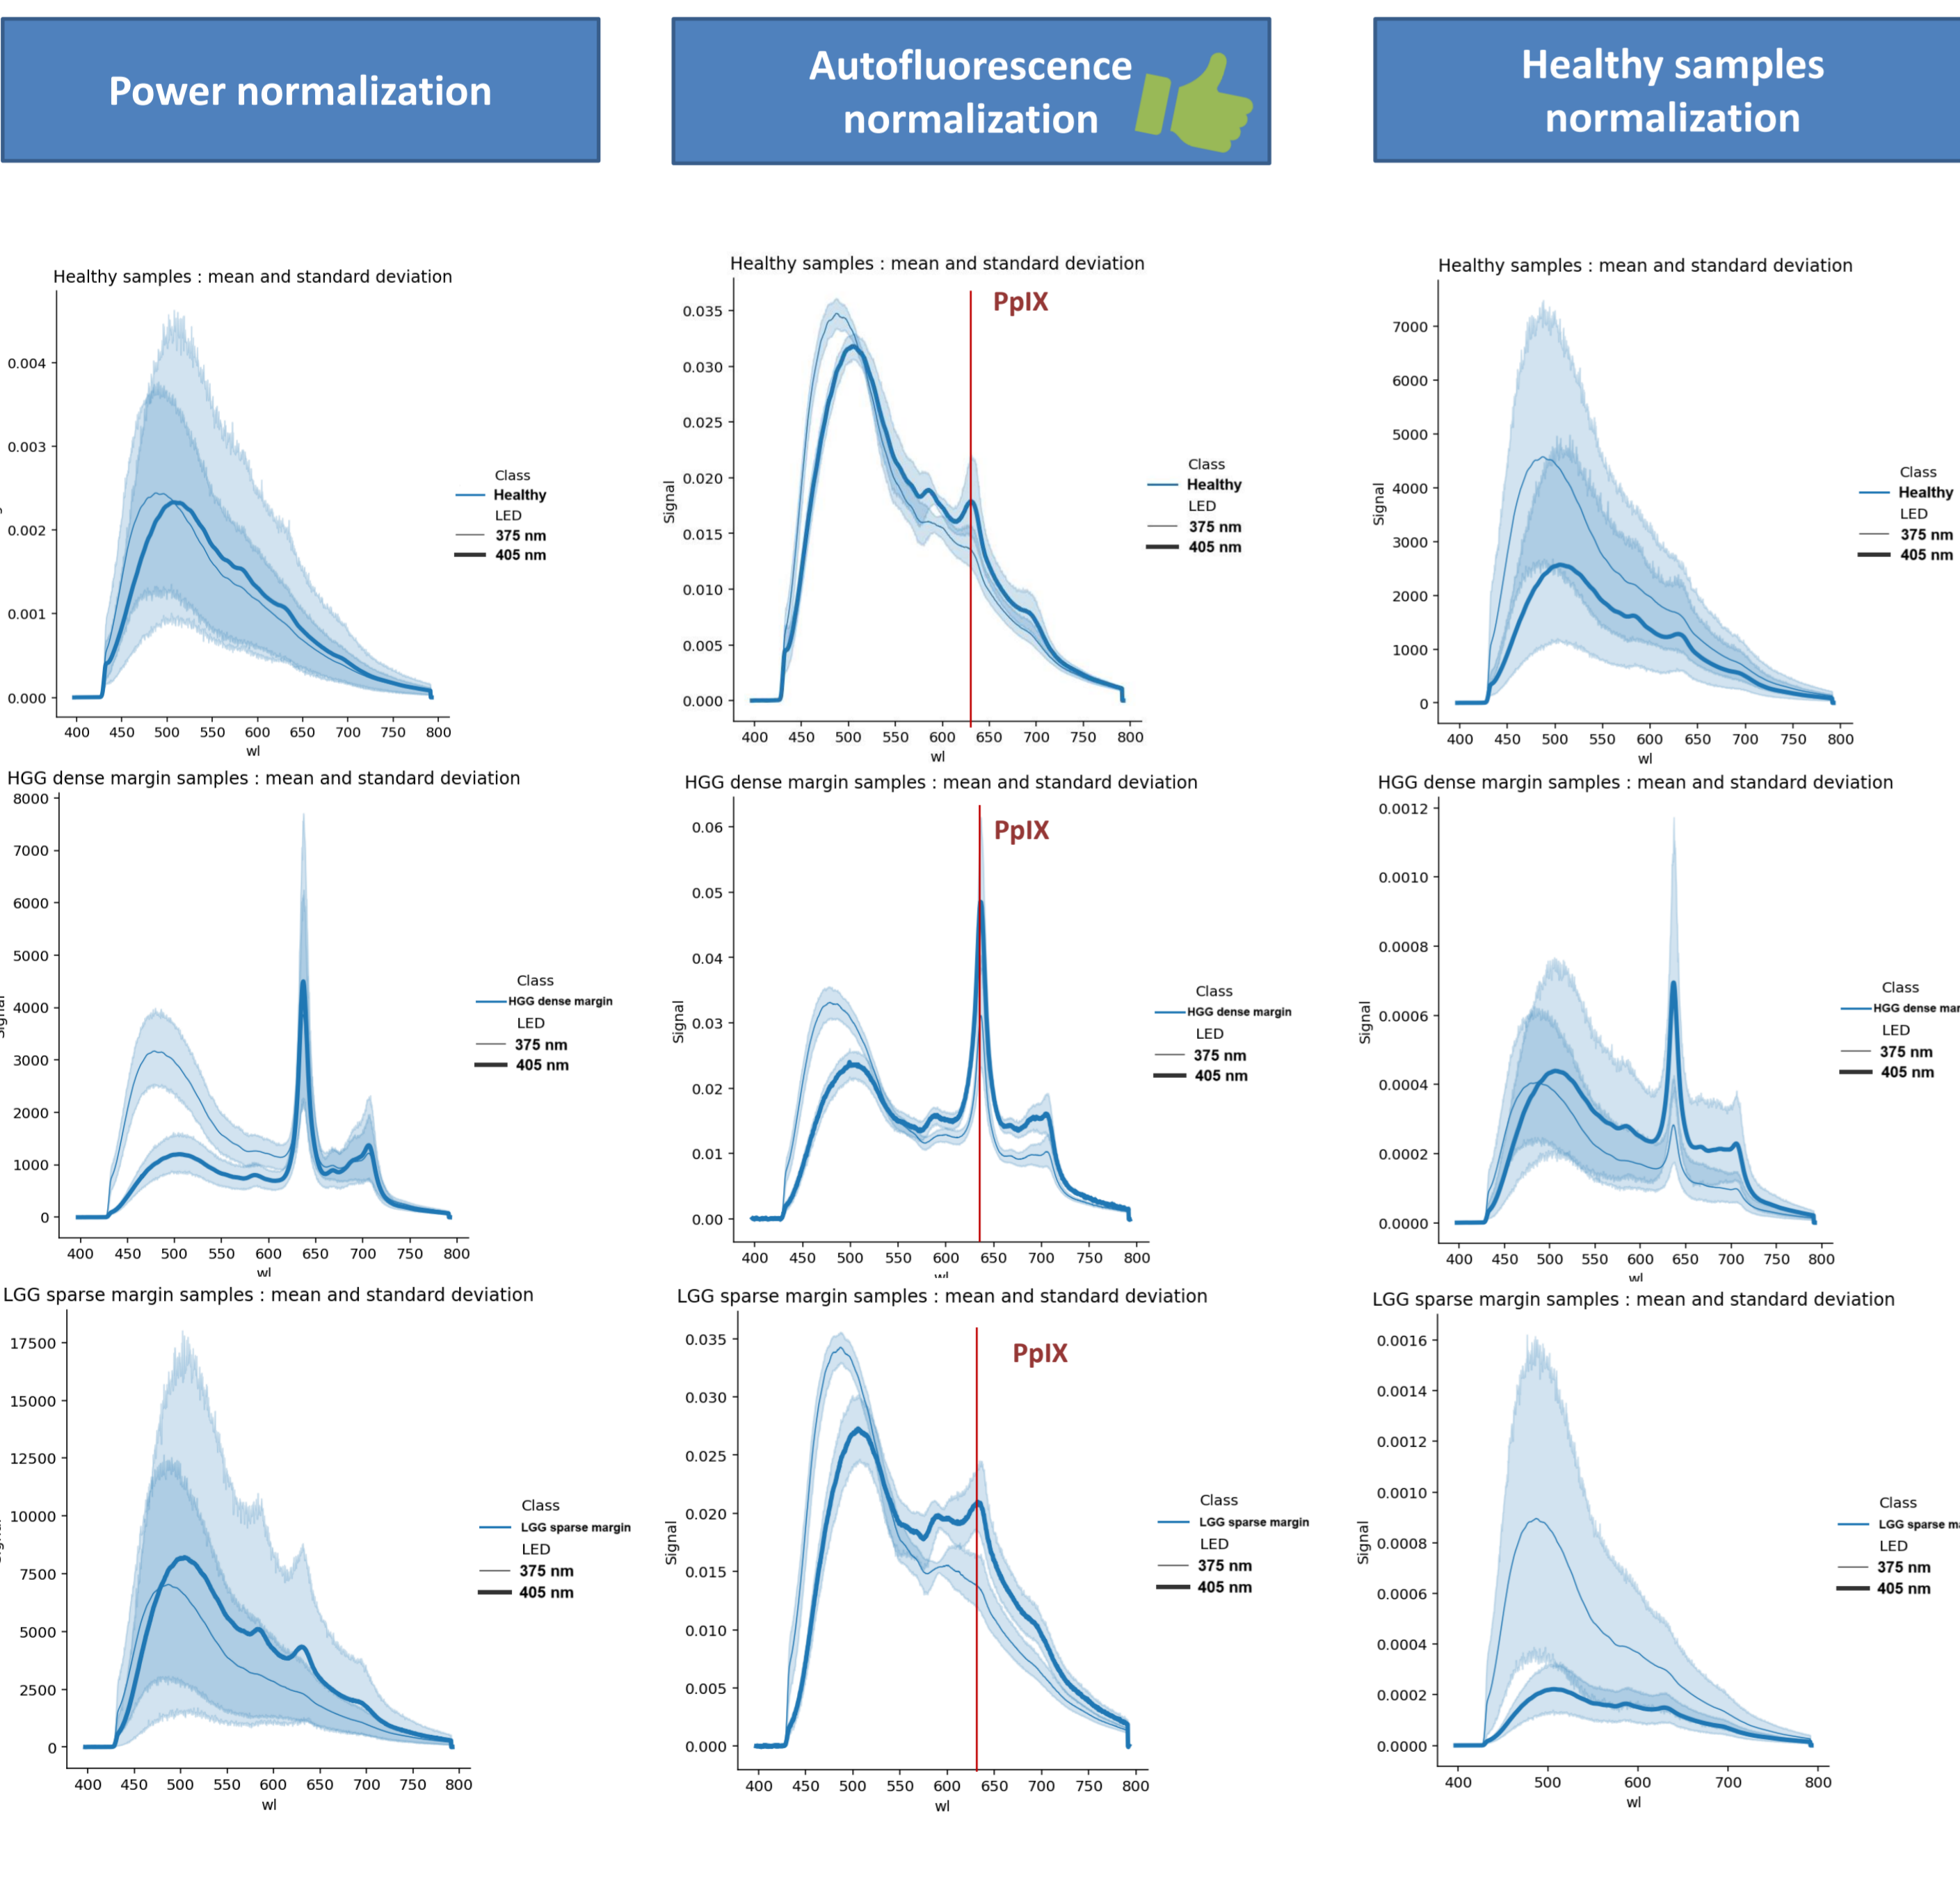 Power normalization
Autofluorescence
normalization
Healthy samples
normalization
Healthy samples : mean and standard deviation
0.004
0.003
0.002
0.001
0.000
400 450 500 550 600 650 700 750 800
wl
Class
Healthy
LED
375 nm
405 nm
Healthy samples : mean and standard deviation
PpIX
Signal
0.035
0.030
0.025
0.020
0.015
0.010
0.005
0.000
400 450 500 550 600 650 700 750 800
wl
Class
Healthy
LED
375 nm
405 nm
Healthy samples : mean and standard deviation
Signal
7000
6000
5000
4000
3000
2000
1000
0
400 450 500 550 600 650 700 750 800
wl
Class
Healthy
LED
375 nm
405 nm
HGG dense margin samples : mean and standard deviation
8000
7000
6000
5000
4000
3000
2000
1000
0
400 450 500 550 600 650 700 750 800
wl
Class
HGG dense margin
LED
375 nm
405 nm
HGG dense margin samples : mean and standard deviation
PpIX
Signal
0.06
0.05
0.04
0.03
0.02
0.01
0.00
400 450 500 550 600 650 700 750 800
wl
Class
HGG dense margin
LED
375 nm
405 nm
HGG dense margin samples : mean and standard deviation
Signal
0.0012
0.0010
0.0008
0.0006
0.0004
0.0002
0.0000
400 450 500 550 600 650 700 750 800
wl
Class
HGG dense mar
LED
375 nm
405 nm
LGG sparse margin samples : mean and standard deviation
17500
15000
12500
10000
7500
5000
2500
0
400 450 500 550 600 650 700 750 800
wl
Class
LGG sparse margin
LED
375 nm
405 nm
LGG sparse margin samples : mean and standard deviation
PpIX
Signal
0.035
0.030
0.025
0.020
0.015
0.010
0.005
0.000
400 450 500 550 600 650 700 750 800
wl
Class
LGG sparse margin
LED
375 nm
405 nm
LGG sparse margin samples : mean and standard deviation
Signal
0.0016
0.0014
0.0012
0.0010
0.0008
0.0006
0.0004
0.0002
0.0000
400 500 600 700 800
wl
Class
LGG sparse ma
LED
375 nm
405 nm